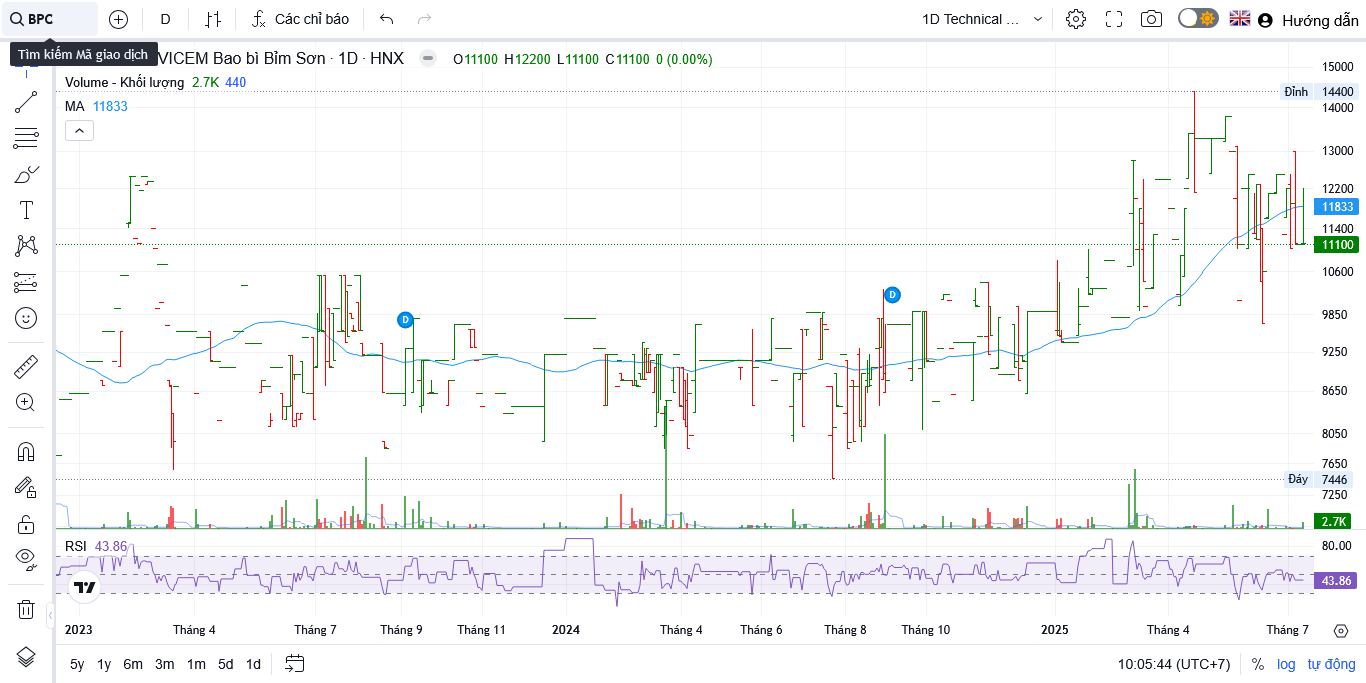 BPC
D
Các chỉ báo
1D Technical ...
Hướng dẫn
Tìm kiếm Mã giao dịch
VICEM Bao bì Bỉm Sơn · 1D · HNX
O11100 H12200 L11100 C11100 0 (0.00%)
Volume - Khối lượng 2.7K 440
MA 11833
15000
Đỉnh 14400
14000
13000
12200
11833
11400
11100
10600
9850
9250
8650
8050
7650
Đáy 7446
7250
2.7K
D
D
RSI 43.86
80.00
43.86
2023 Tháng 4 Tháng 7 Tháng 9 Tháng 11 2024 Tháng 4 Tháng 6 Tháng 8 Tháng 10 2025 Tháng 4 Tháng 7
5y 1y 6m 3m 1m 5d 1d
10:05:44 (UTC+7) % log tự động